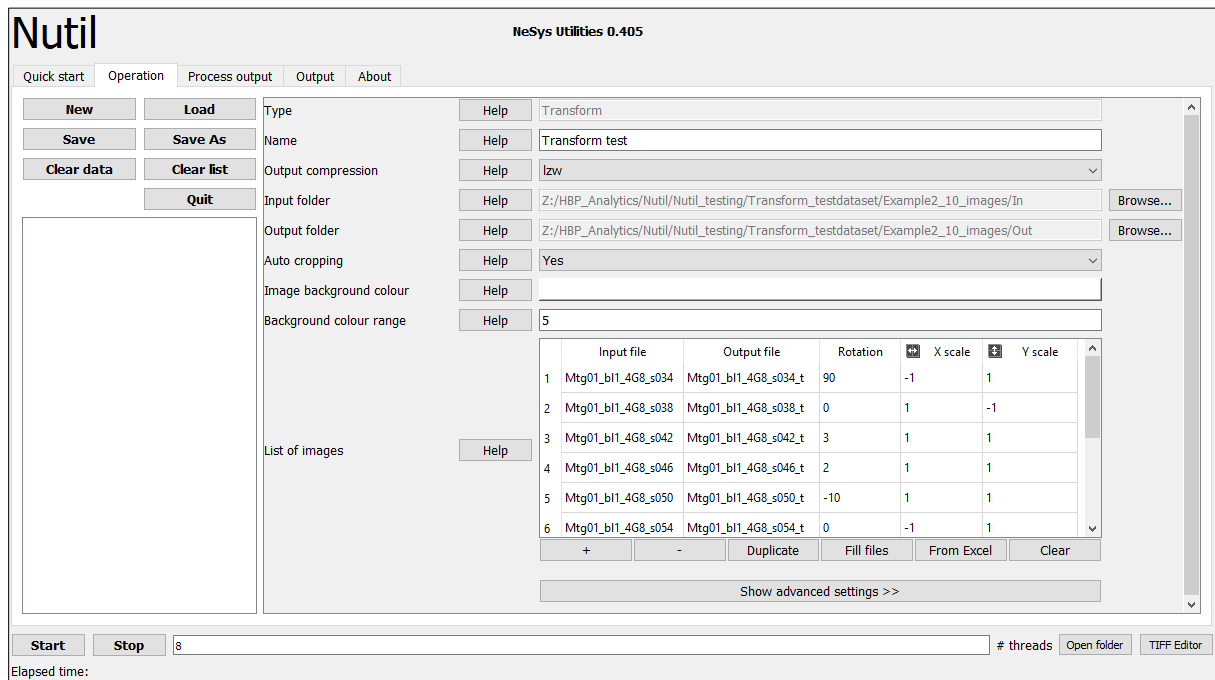 Nutil
NeSys Utilities 0.405
Quick start Operation Process output Output About
New Load
Save Save As
Clear data Clear list
Quit
Type Help Transform
Name Help Transform test
Output compression Help lzw
Input folder Help Z:/HBP_Analytics/Nutil/Nutil_testing/Transform_testdataset/Example2_10_images/In Browse...
Output folder Help Z:/HBP_Analytics/Nutil/Nutil_testing/Transform_testdataset/Example2_10_images/Out Browse...
Auto cropping Help Yes
Image background colour Help
Background colour range Help 5
List of images Help
Input file Output file Rotation X scale Y scale
1 Mtg01_bl1_4G8_s034 Mtg01_bl1_4G8_s034_t 90 -1 1
2 Mtg01_bl1_4G8_s038 Mtg01_bl1_4G8_s038_t 0 1 -1
3 Mtg01_bl1_4G8_s042 Mtg01_bl1_4G8_s042_t 3 1 1
4 Mtg01_bl1_4G8_s046 Mtg01_bl1_4G8_s046_t 2 1 1
5 Mtg01_bl1_4G8_s050 Mtg01_bl1_4G8_s050_t -10 1 1
6 Mtg01_bl1_4G8_s054 Mtg01_bl1_4G8_s054_t 0 -1 1
+ - Duplicate Fill files From Excel Clear
Show advanced settings >>
Start Stop 8 # threads Open folder TIFF Editor
Elapsed time: